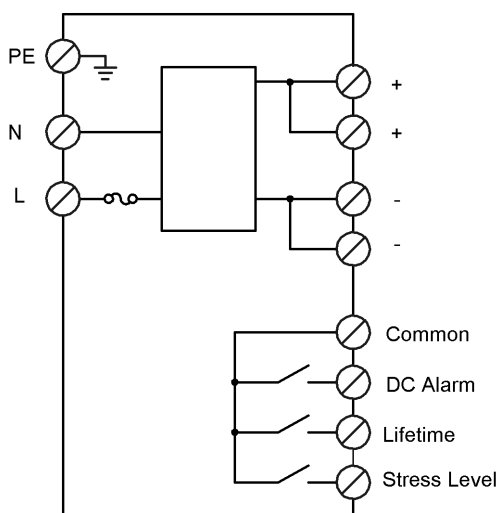 PE
+
N
+
L
-
-
Common
DC Alarm
Lifetime
Stress Level